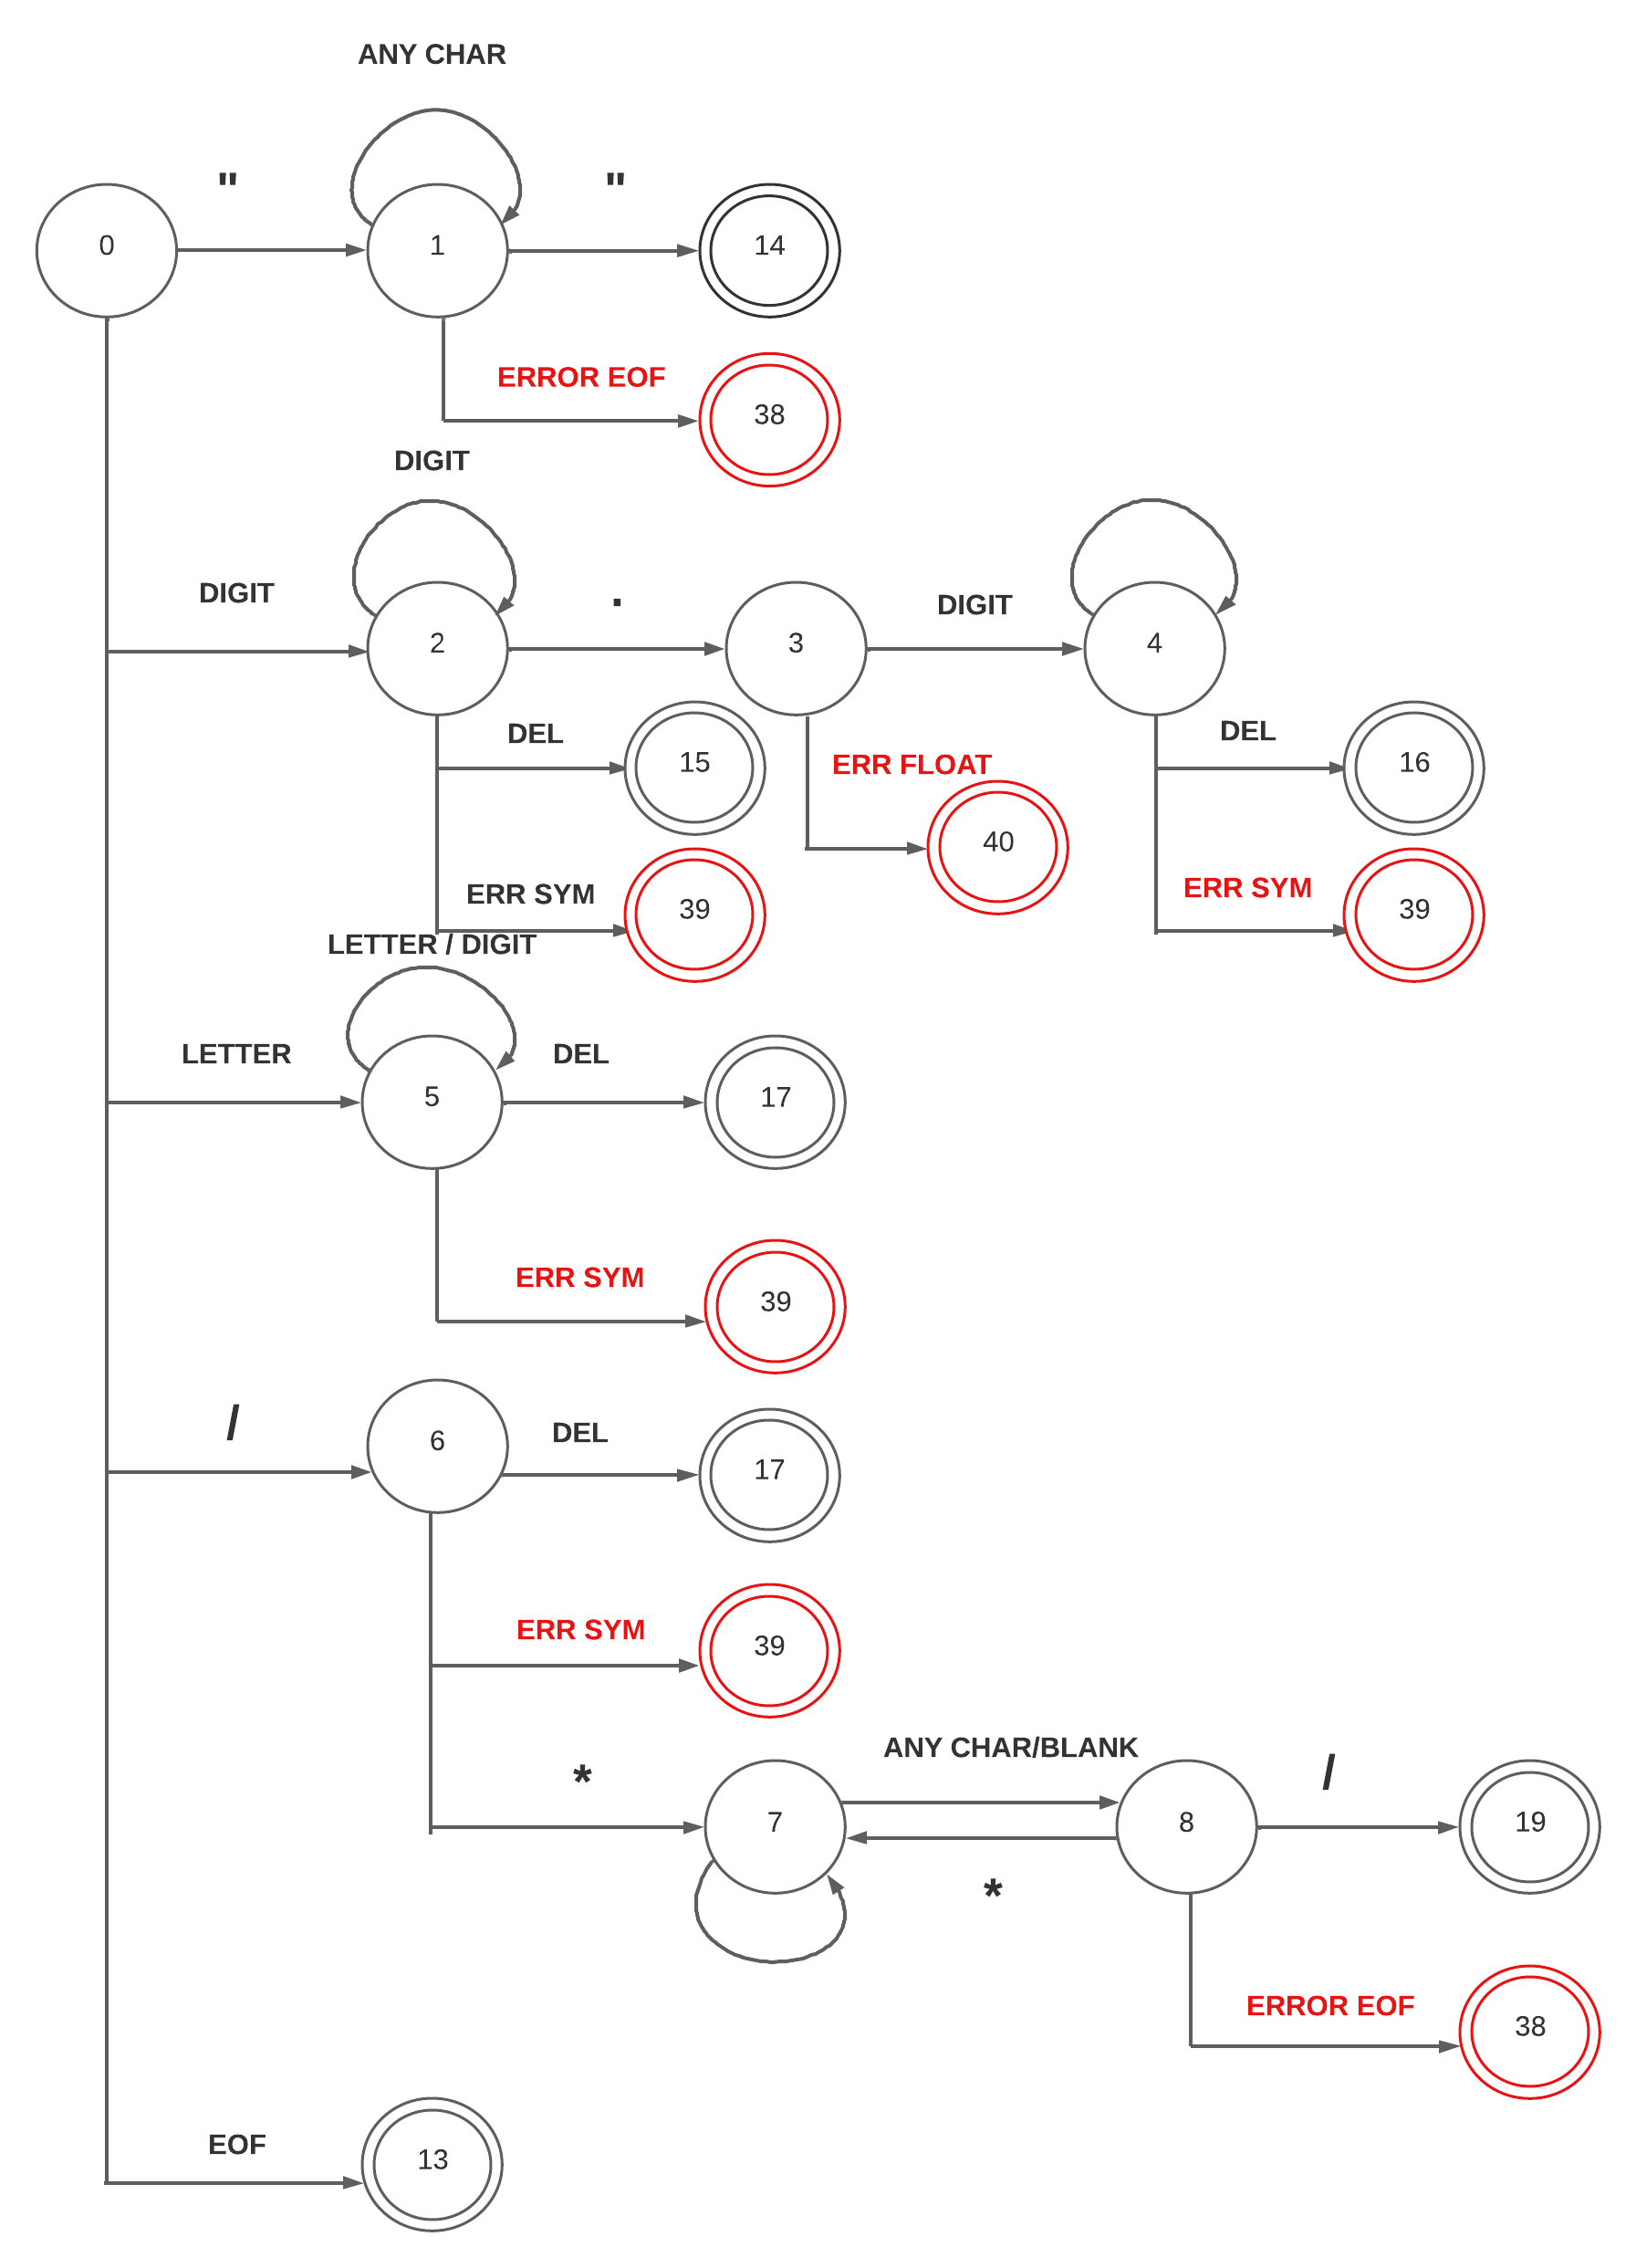 ANY CHAR
"
"
0
1
14
ERROR EOF
38
DIGIT
DIGIT
.
DIGIT
2
3
4
DEL
15
ERR FLOAT
40
DEL
16
ERR SYM
39
ERR SYM
39
LETTER / DIGIT
LETTER
DEL
5
17
ERR SYM
39
/
6
DEL
17
ERR SYM
39
ANY CHAR/BLANK
*
/
7
8
19
*
ERROR EOF
38
EOF
13